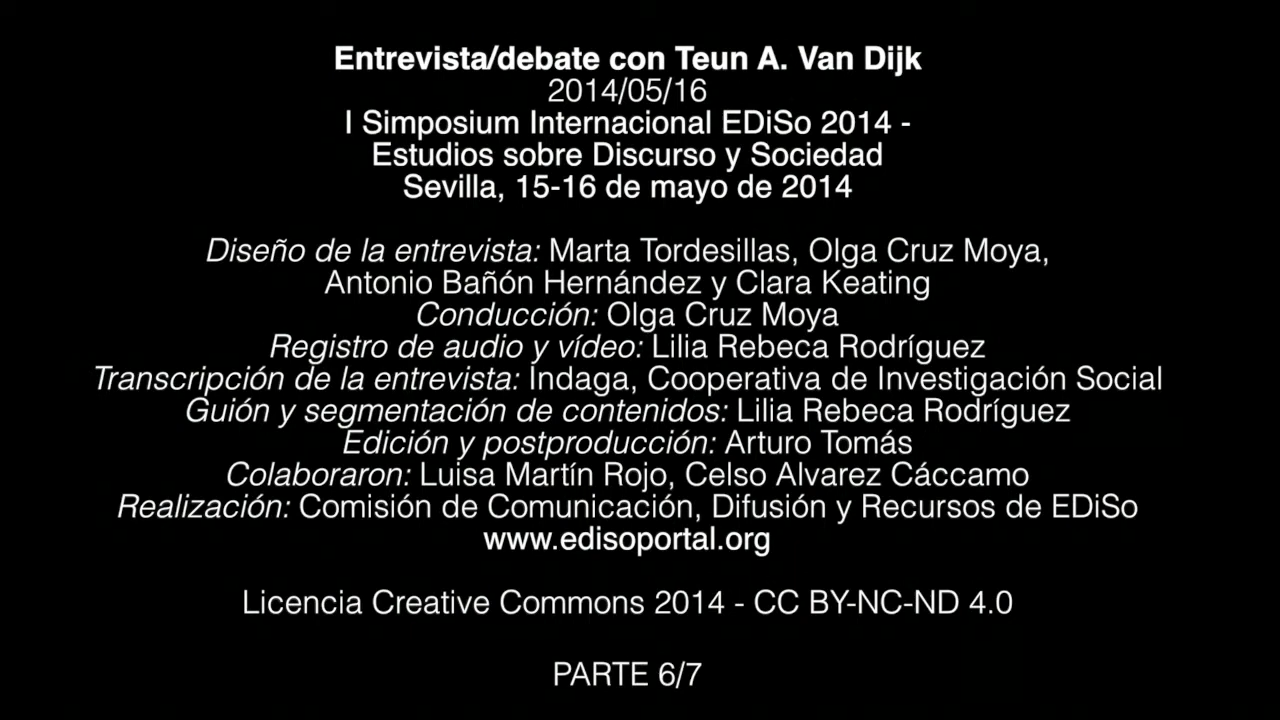 Entrevista/debate con Teun A. Van Dijk
2014/05/16
I Simposium Internacional EDiSo 2014 -
Estudios sobre Discurso y Sociedad
Sevilla, 15-16 de mayo de 2014
Diseño de la entrevista: Marta Tordesillas, Olga Cruz Moya,
Antonio Bañón Hernández y Clara Keating
Conducción: Olga Cruz Moya
Registro de audio y vídeo: Lilia Rebeca Rodríguez
Transcripción de la entrevista: Indaga, Cooperativa de Investigación Social
Guión y segmentación de contenidos: Lilia Rebeca Rodríguez
Edición y postproducción: Arturo Tomás
Colaboraron: Luisa Martín Rojo, Celso Alvarez Cáccamo
Realización: Comisión de Comunicación, Difusión y Recursos de EDiSo
www.edisoportal.org
Licencia Creative Commons 2014 - CC BY-NC-ND 4.0
PARTE 6/7